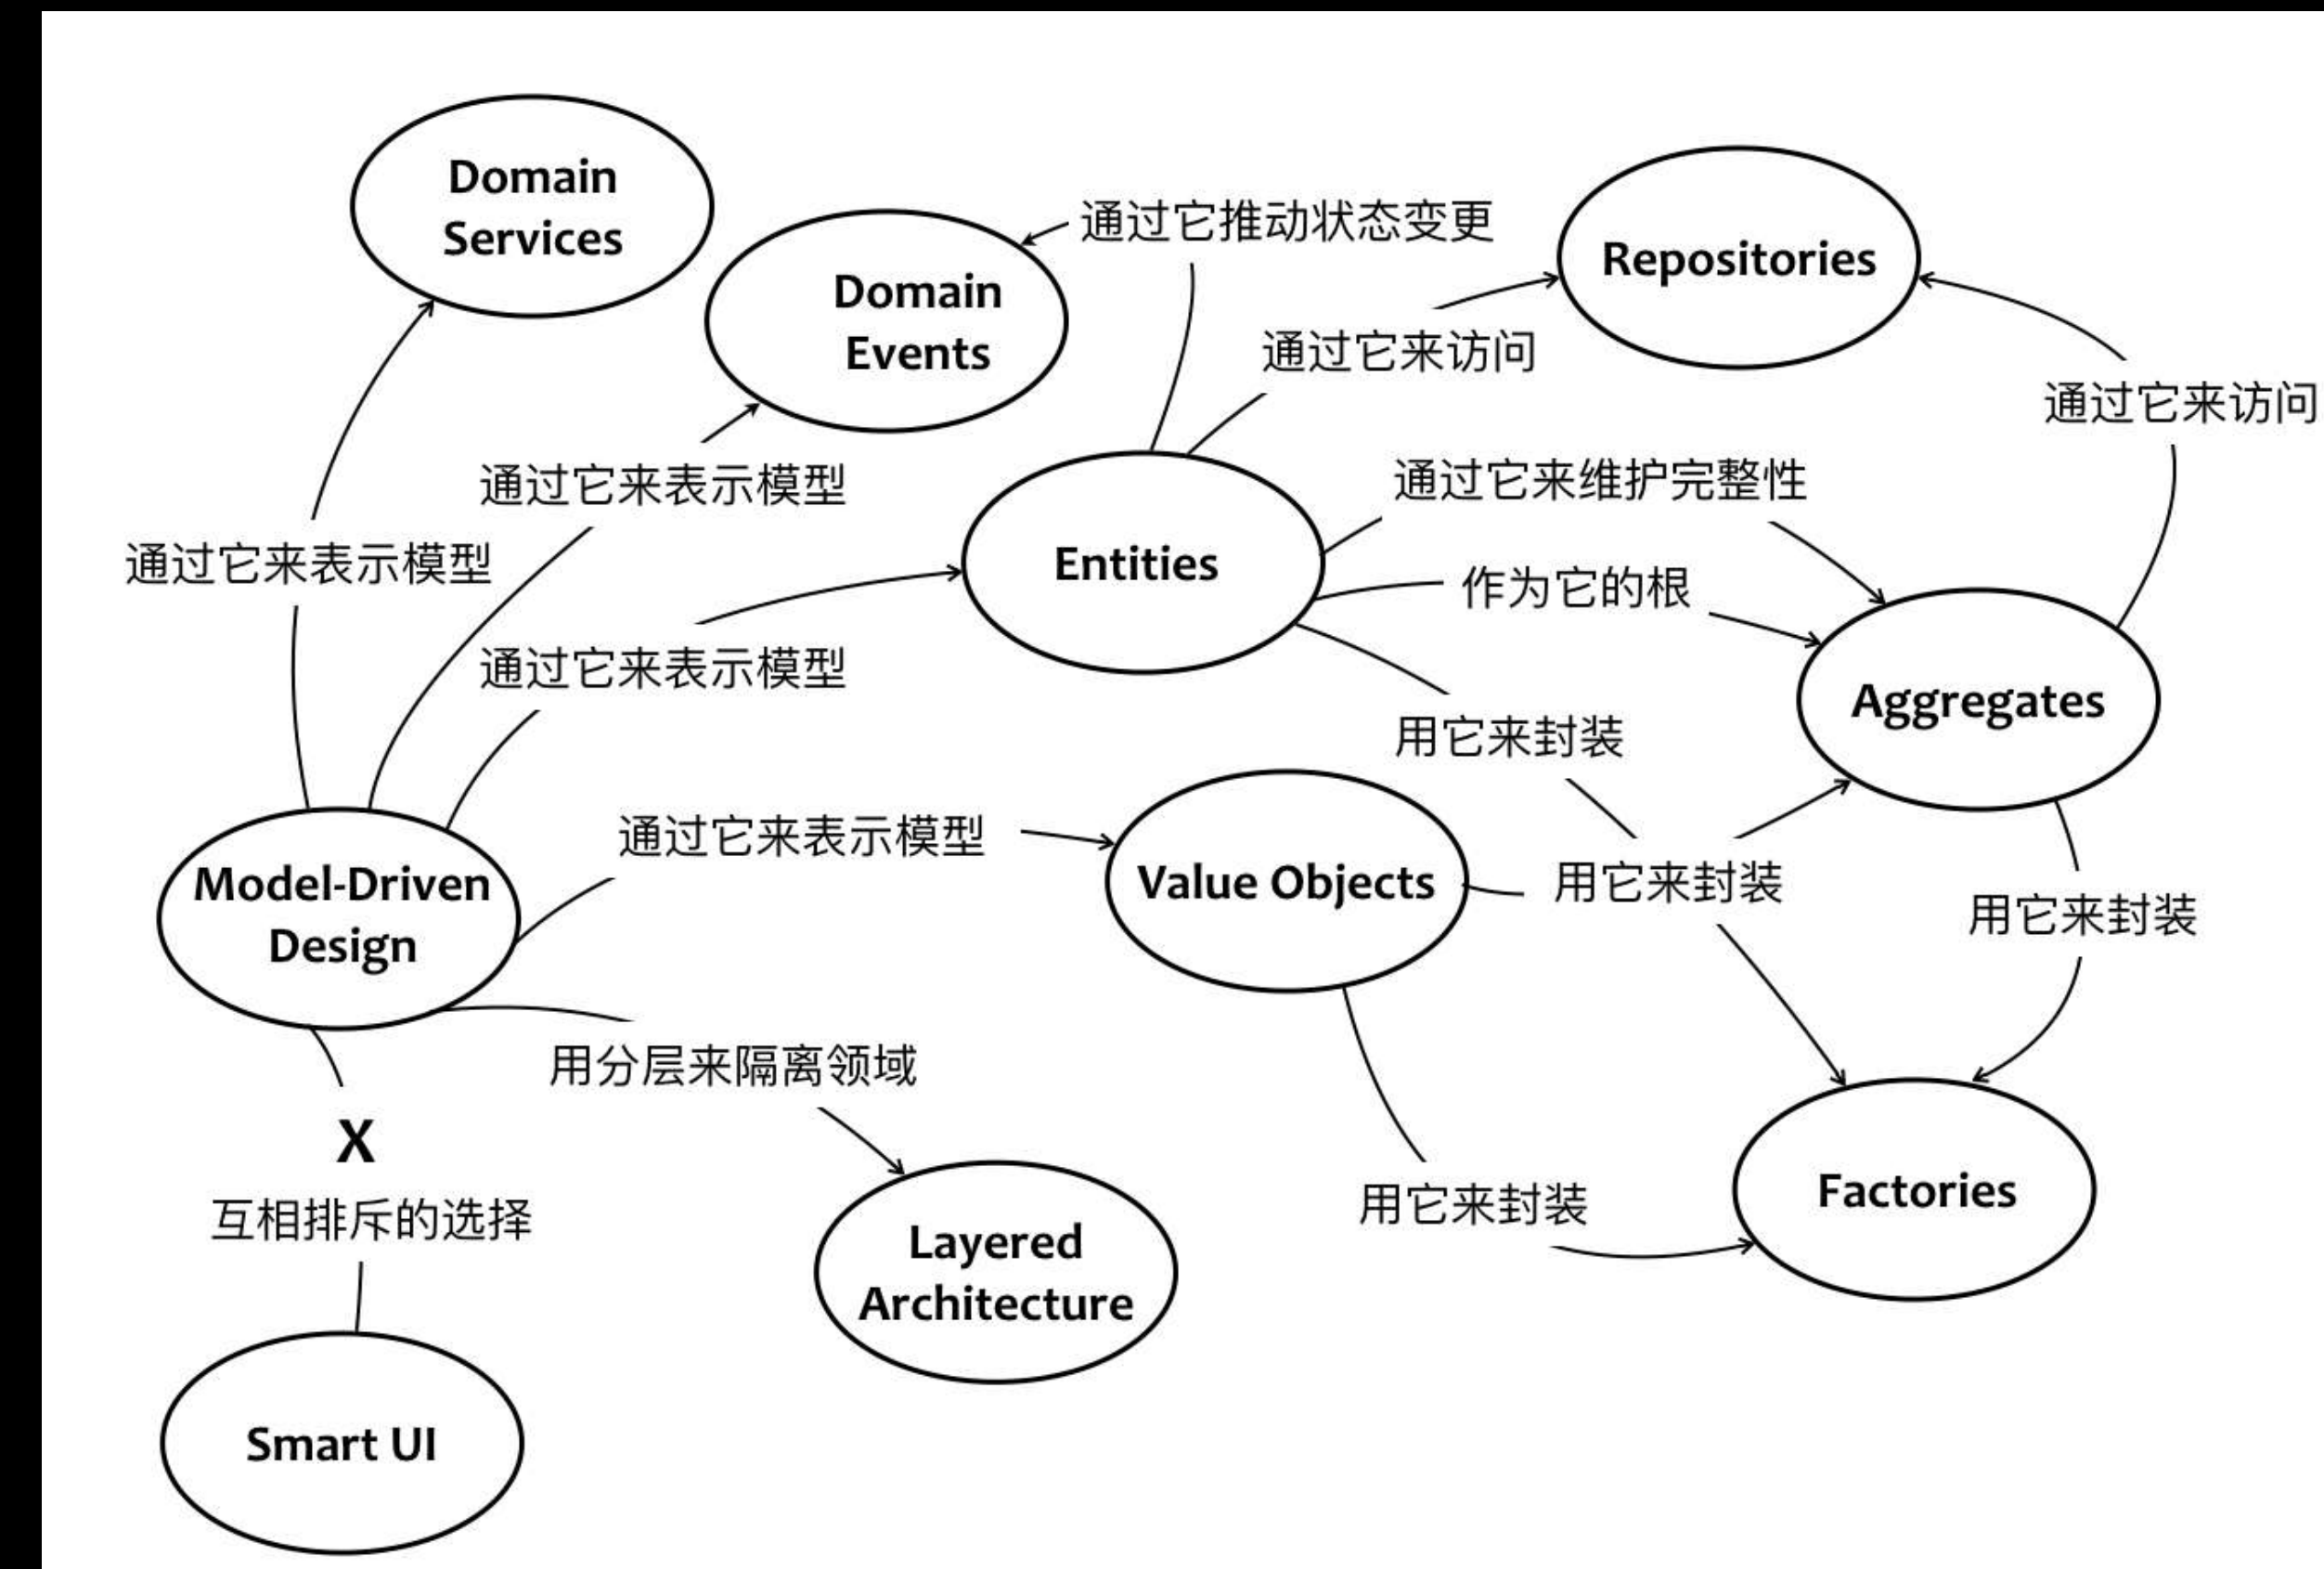 Domain
Services
通过它推动状态变更
Repositories
Domain
Events
通过它来访问
通过它来访问
通过它来表示模型
通过它来维护完整性
通过它来表示模型
Entities
作为它的根
通过它来表示模型
Aggregates
用它来封装
通过它来表示模型
Value Objects
用它来封装
Model-Driven
Design
用它来封装
用分层来隔离领域
X
互相排斥的选择
用它来封装
Factories
Layered
Architecture
Smart UI